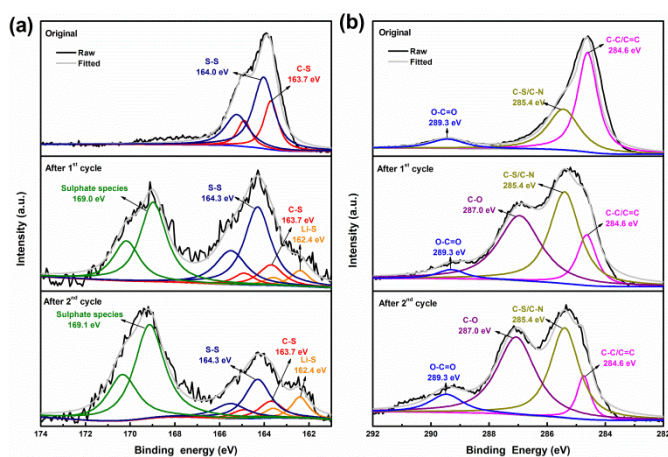 (a)
Original
Raw
Fitted
S-S
164.0 eV
C-S
163.7 eV
After 1st cycle
Sulphate species
169.0 eV
S-S
164.3 eV
C-S
163.7 eV
Li-S
162.4 eV
After 2nd cycle
Sulphate species
169.1 eV
S-S
164.3 eV
C-S
163.7 eV
Li-S
162.4 eV
Intensity (a.u.)
174 172 170 168 166 164 162
Binding energy (eV)
(b)
Original
Raw
Fitted
C-C/C=C
284.6 eV
C-S/C-N
285.4 eV
O-C=O
289.3 eV
After 1st cycle
C-S/C-N
285.4 eV
C-O
287.0 eV
O-C=O
289.3 eV
C-C/C=C
284.6 eV
After 2nd cycle
C-S/C-N
285.4 eV
C-O
287.0 eV
O-C=O
289.3 eV
C-C/C=C
284.6 eV
Intensity (a.u.)
292 290 288 286 284 282
Binding energy (eV)